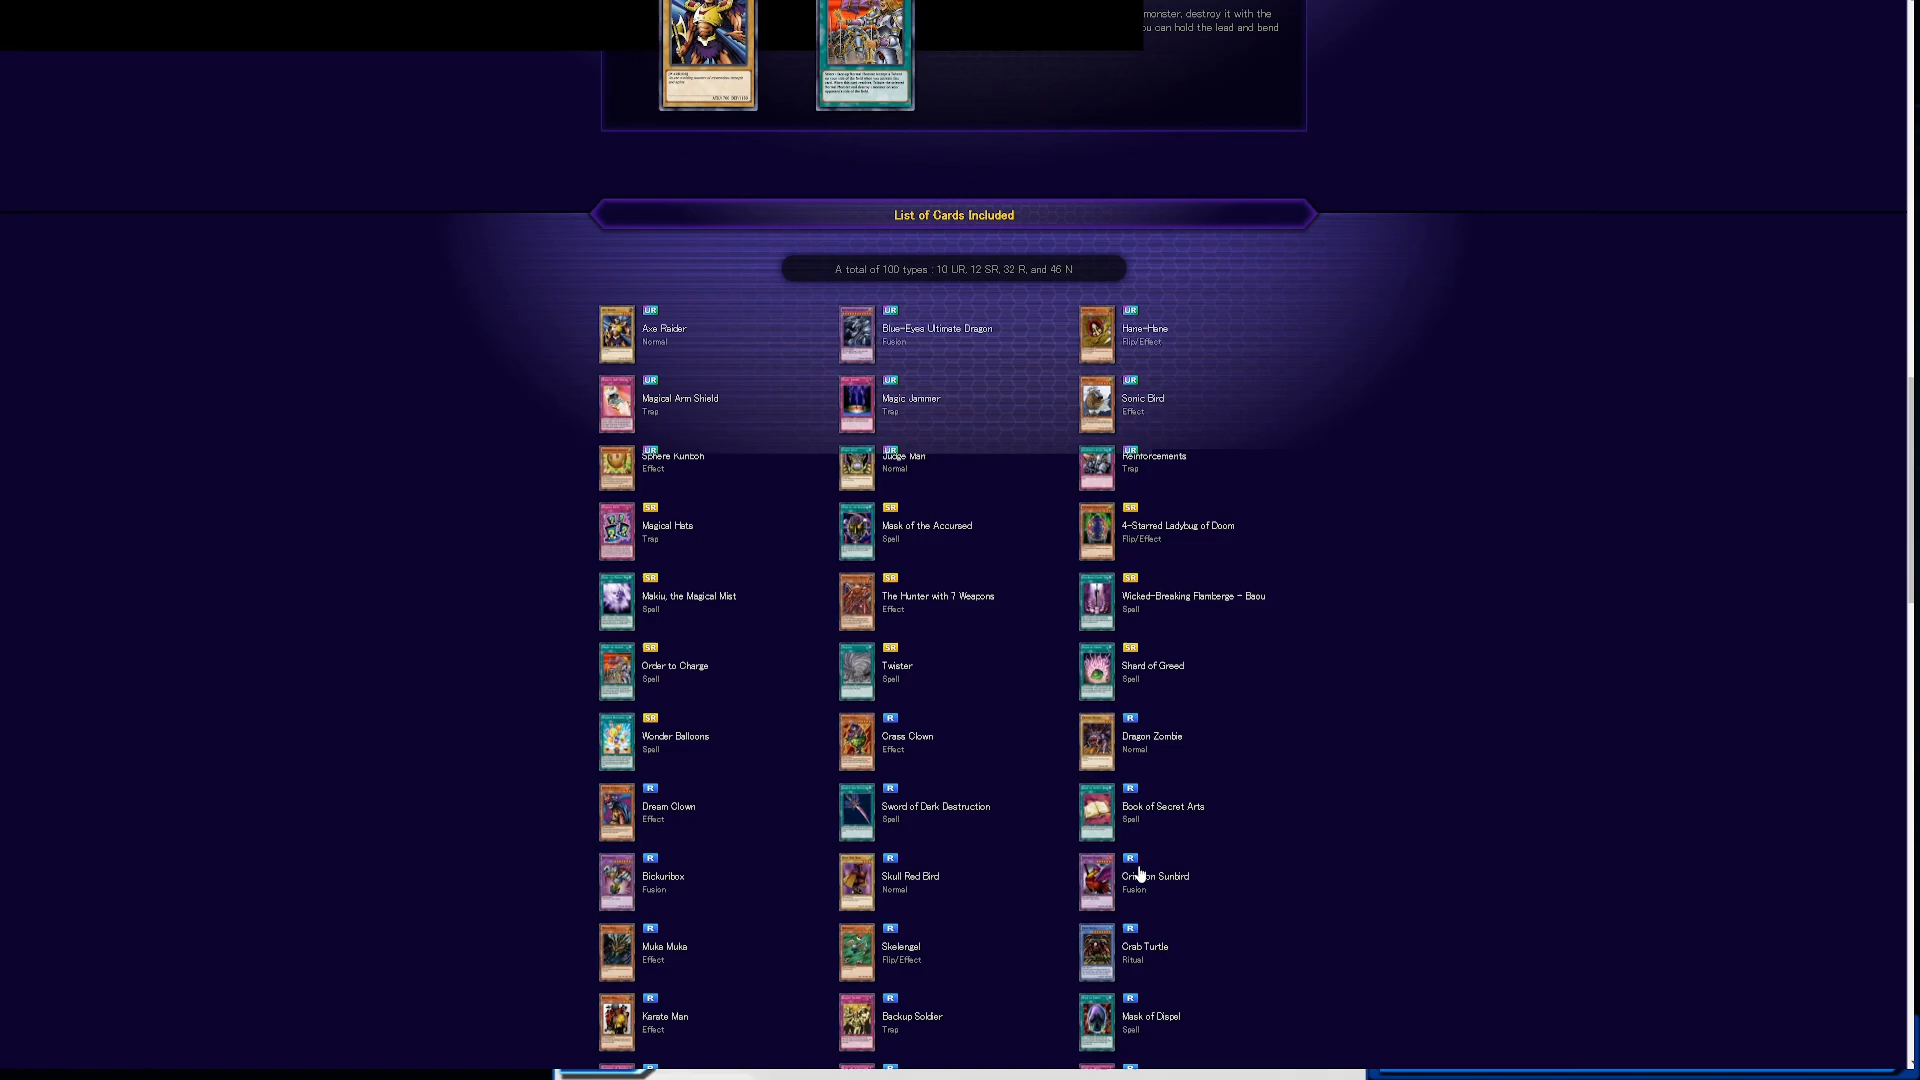 monster, destroy it with the
ou can hold the lead and bend
List of Cards Included
A total of 100 types : 10 UR, 12 SR, 32 R, and 46 N
UR
Axe Raider
Normal
UR
Blue-Eyes Ultimate Dragon
Fusion
UR
Hane-Hane
Flip/Effect
UR
Magical Arm Shield
Trap
UR
Magic Jammer
Trap
UR
Sonic Bird
Effect
UR
Sphere Kuriboh
Effect
UR
Judge Man
Normal
UR
Reinforcements
Trap
SR
Magical Hats
Trap
SR
Mask of the Accursed
Spell
SR
4-Starred Ladybug of Doom
Flip/Effect
SR
Makiu, the Magical Mist
Spell
SR
The Hunter with 7 Weapons
Effect
SR
Wicked-Breaking Flamberge - Baou
Spell
SR
Order to Charge
Spell
SR
Twister
Spell
SR
Shard of Greed
Spell
SR
Wonder Balloons
Spell
R
Crass Clown
Effect
R
Dragon Zombie
Normal
R
Dream Clown
Effect
R
Sword of Dark Destruction
Spell
R
Book of Secret Arts
Spell
R
Bickuribox
Fusion
R
Skull Red Bird
Normal
R
Crimson Sunbird
Fusion
R
Muka Muka
Effect
R
Skelengel
Flip/Effect
R
Crab Turtle
Ritual
R
Karate Man
Effect
R
Backup Soldier
Trap
R
Mask of Dispel
Spell